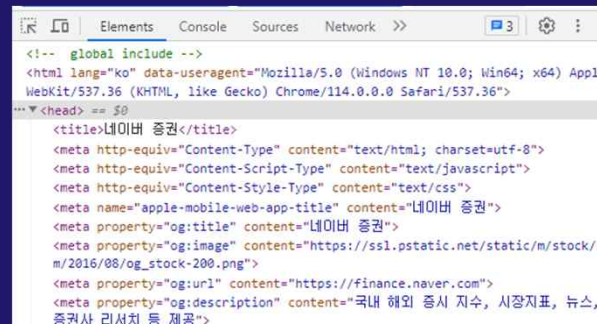 Elements Console Sources Network >> 3
<!-- global include -->
<html lang="ko" data-useragent="Mozilla/5.0 (Windows NT 10.0; Win64; x64) Appl
WebKit/537.36 (KHTML, like Gecko) Chrome/114.0.0.0 Safari/537.36">
··· ▼<head> == $0
<title>네이버 증권</title>
<meta http-equiv="Content-Type" content="text/html; charset=utf-8">
<meta http-equiv="Content-Script-Type" content="text/javascript">
<meta http-equiv="Content-Style-Type" content="text/css">
<meta name="apple-mobile-web-app-title" content="네이버 증권">
<meta property="og:title" content="네이버 증권">
<meta property="og:image" content="https://ssl.pstatic.net/static/m/stock/
m/2016/08/og_stock-200.png">
<meta property="og:url" content="https://finance.naver.com">
<meta property="og:description" content="국내 해외 증시 지수, 시장지표, 뉴스,
증권사 리서치 등 제공">